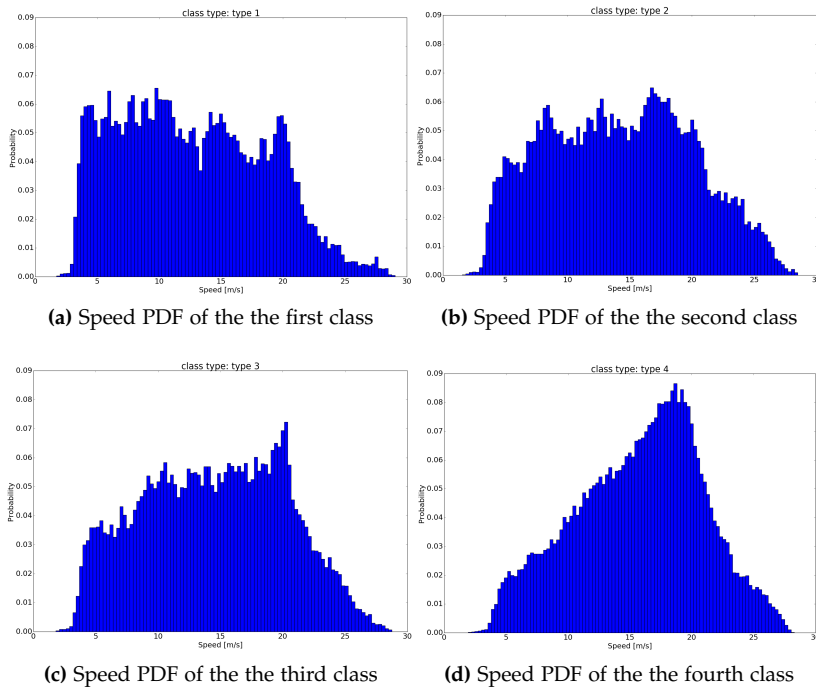 class type: type 1
0.09
0.08
0.07
0.06
0.05
0.04
0.03
0.02
0.01
0.00
Probability
0 5 10 15 20 25 30
Speed [m/s]
(a) Speed PDF of the the first class
class type: type 2
0.09
0.08
0.07
0.06
0.05
0.04
0.03
0.02
0.01
0.00
Probability
0 5 10 15 20 25 30
Speed [m/s]
(b) Speed PDF of the the second class
class type: type 3
0.09
0.08
0.07
0.06
0.05
0.04
0.03
0.02
0.01
0.00
Probability
0 5 10 15 20 25 30
Speed [m/s]
(c) Speed PDF of the the third class
class type: type 4
0.09
0.08
0.07
0.06
0.05
0.04
0.03
0.02
0.01
0.00
Probability
0 5 10 15 20 25 30
Speed [m/s]
(d) Speed PDF of the the fourth class